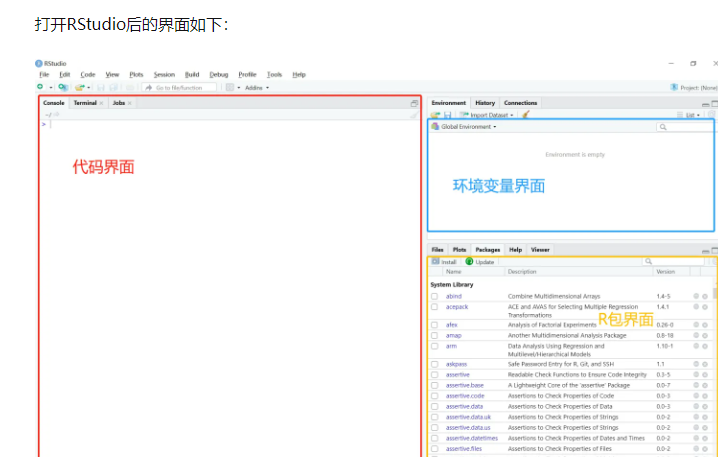 打开RStudio后的界面如下：
RStudio
File Edit Code View Plots Session Build Debug Profile Tools Help
Go to file/function Addins
Project: (None)
Console Terminal Jobs
~/
>
代码界面
Environment History Connections
Import Dataset List
Global Environment
Environment is empty
环境变量界面
Files Plots Packages Help Viewer
Install Update
Name Description Version
System Library
abind Combine Multidimensional Arrays 1.4-5
acepack ACE and AVAS for Selecting Multiple Regression Transformations 1.4.1
R包界面
afex Analysis of Factorial Experiments 0.26-0
amap Another Multidimensional Analysis Package 0.8-18
arm Data Analysis Using Regression and Multilevel/Hierarchical Models 1.10-1
askpass Safe Password Entry for R, Git, and SSH 1.1
assertive Readable Check Functions to Ensure Code Integrity 0.3-5
assertive.base A Lightweight Core of the 'assertive' Package 0.0-7
assertive.code Assertions to Check Properties of Code 0.0-3
assertive.data Assertions to Check Properties of Data 0.0-3
assertive.data.uk Assertions to Check Properties of Strings 0.0-2
assertive.data.us Assertions to Check Properties of Strings 0.0-2
assertive.datetimes Assertions to Check Properties of Dates and Times 0.0-2
assertive.files Assertions to Check Properties of Files 0.0-2